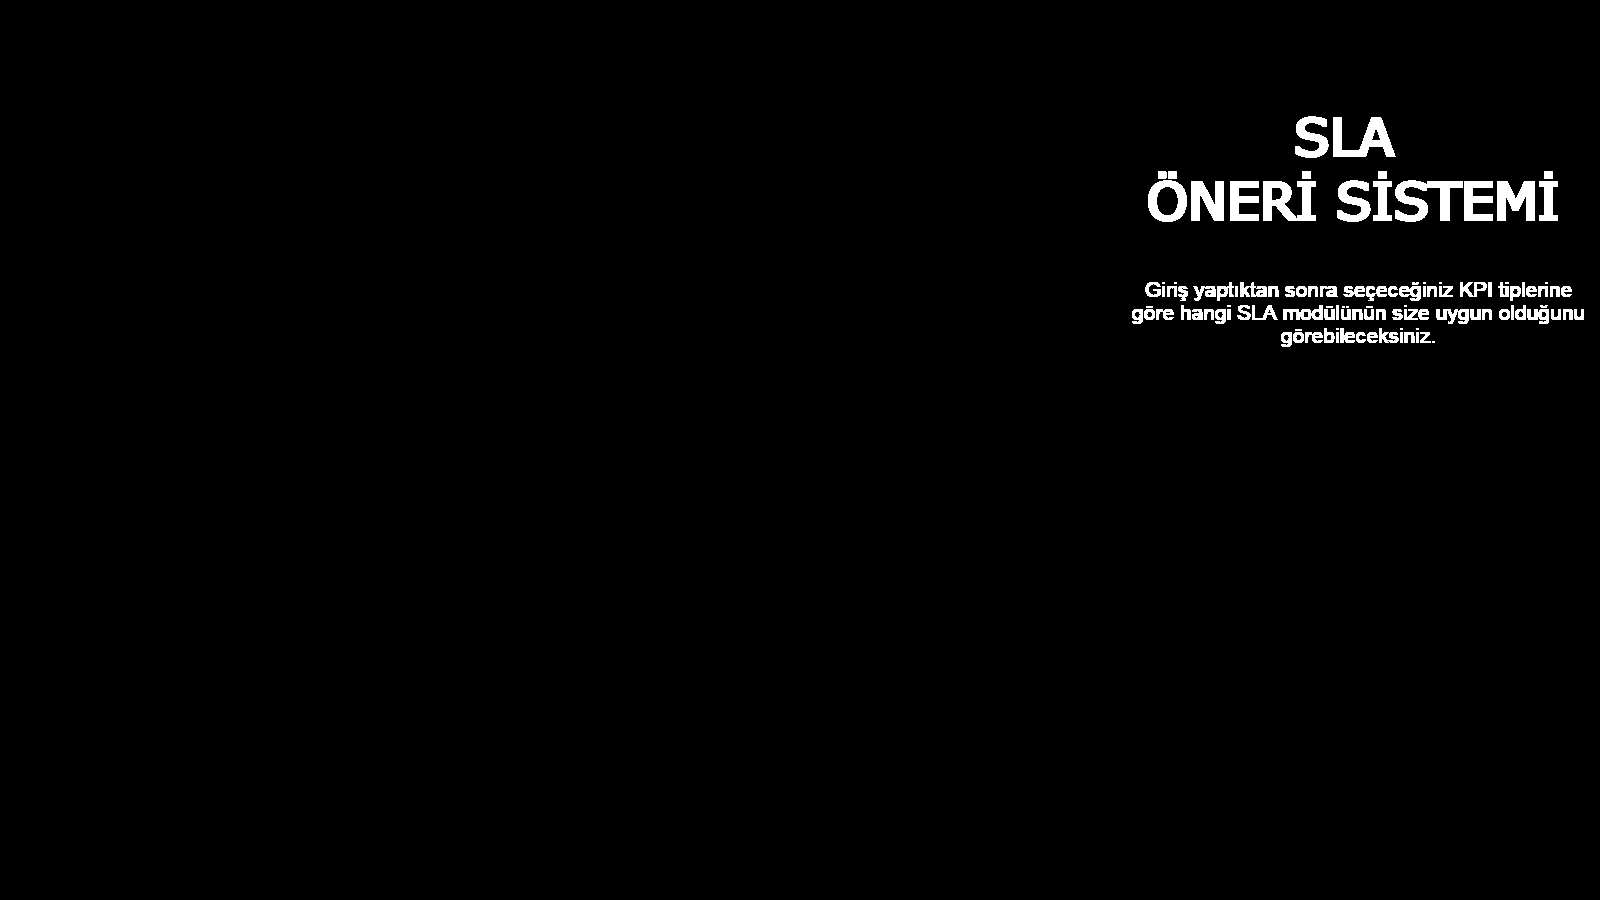 SLA
ÖNERİ SİSTEMİ
Giriş yaptıktan sonra seçeceğiniz KPI tiplerine
göre hangi SLA modülünün size uygun olduğunu
görebileceksiniz.